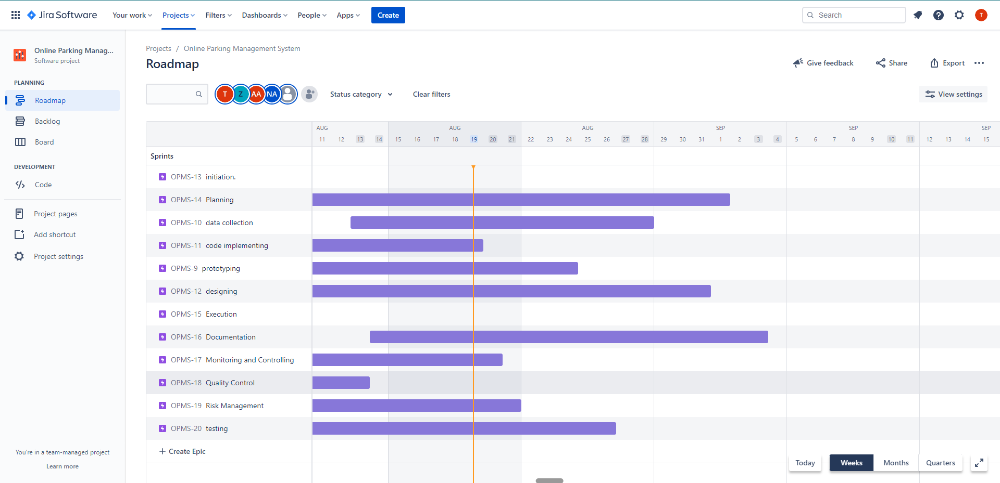 Jira Software Your work Projects Filters Dashboards People Apps Create Search T
Online Parking Manag...
Software project
PLANNING
Roadmap
Backlog
Board
DEVELOPMENT
Code
Project pages
Add shortcut
Project settings
You're in a team-managed project
Learn more
Projects / Online Parking Management System
Roadmap
Give feedback Share Export
T Z AA NA Status category Clear filters View settings
AUG AUG AUG SEP SEP SEP
11 12 13 14 15 16 17 18 19 20 21 22 23 24 25 26 27 28 29 30 31 1 2 3 4 5 6 7 8 9 10 11 12 13 14 15
Sprints
OPMS-13 initiation.
OPMS-14 Planning
OPMS-10 data collection
OPMS-11 code implementing
OPMS-9 prototyping
OPMS-12 designing
OPMS-15 Execution
OPMS-16 Documentation
OPMS-17 Monitoring and Controlling
OPMS-18 Quality Control
OPMS-19 Risk Management
OPMS-20 testing
+ Create Epic
Today Weeks Months Quarters